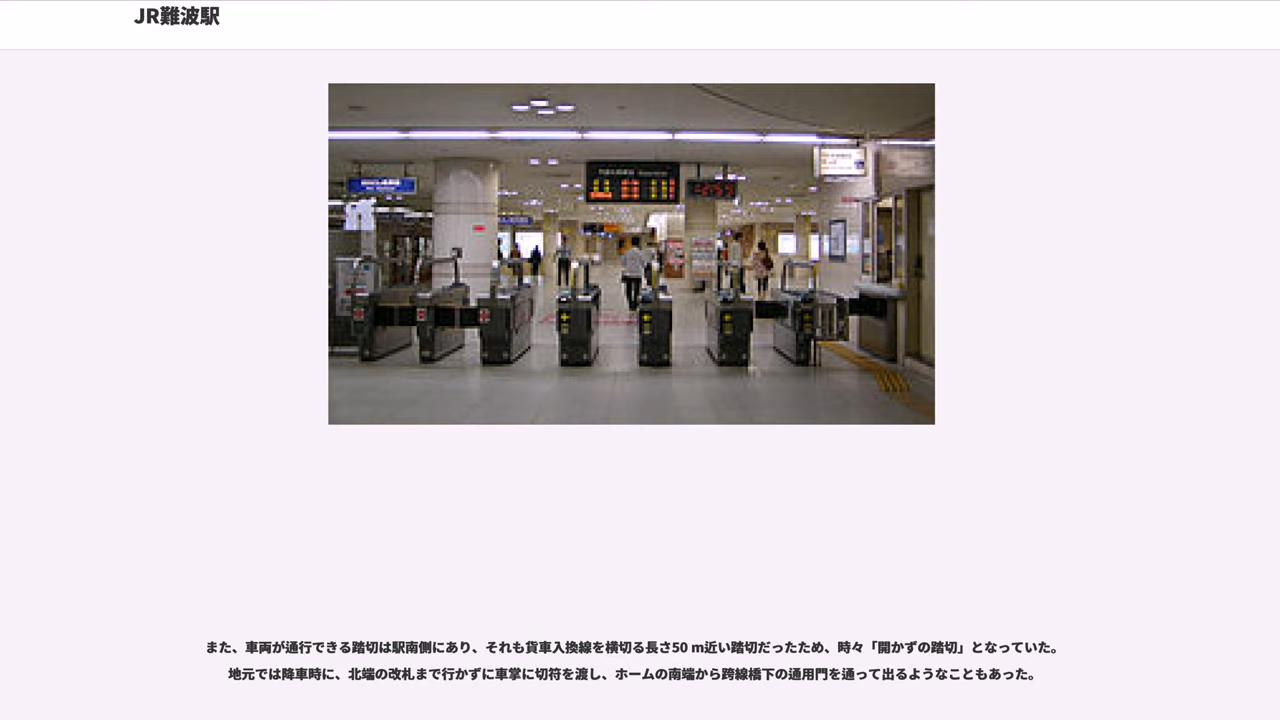 JR難波駅
また、車両が通行できる踏切は駅南側にあり、それも貨車入換線を横切る長さ50 m近い踏切だったため、時々「開かずの踏切」となっていた。
地元では降車時に、北端の改札まで行かずに車掌に切符を渡し、ホームの南端から跨線橋下の通用門を通って出るようなこともあった。